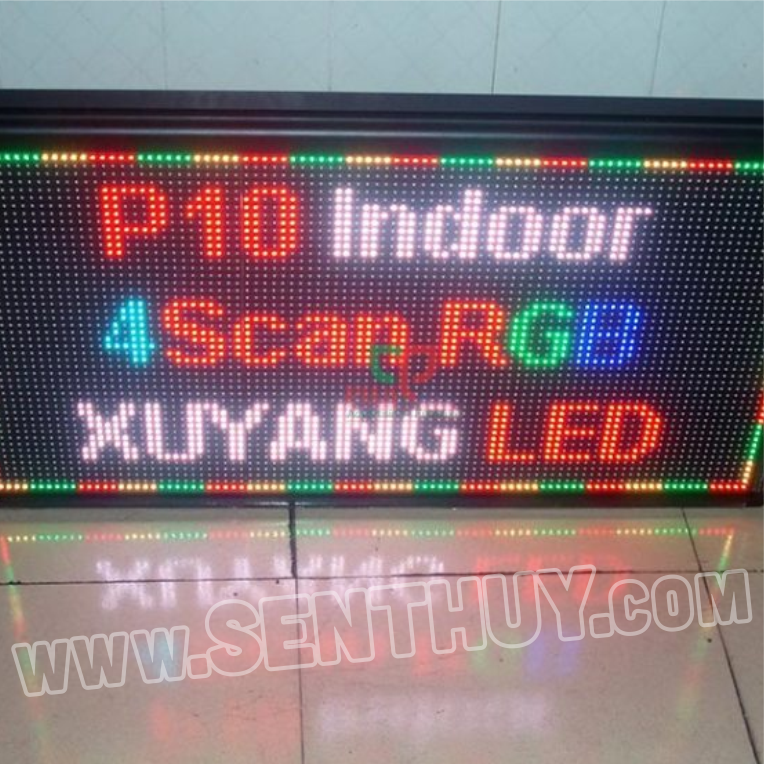 P10 Indoor
4Scan RGB
XUYANG LED
www.SENTHUY.com